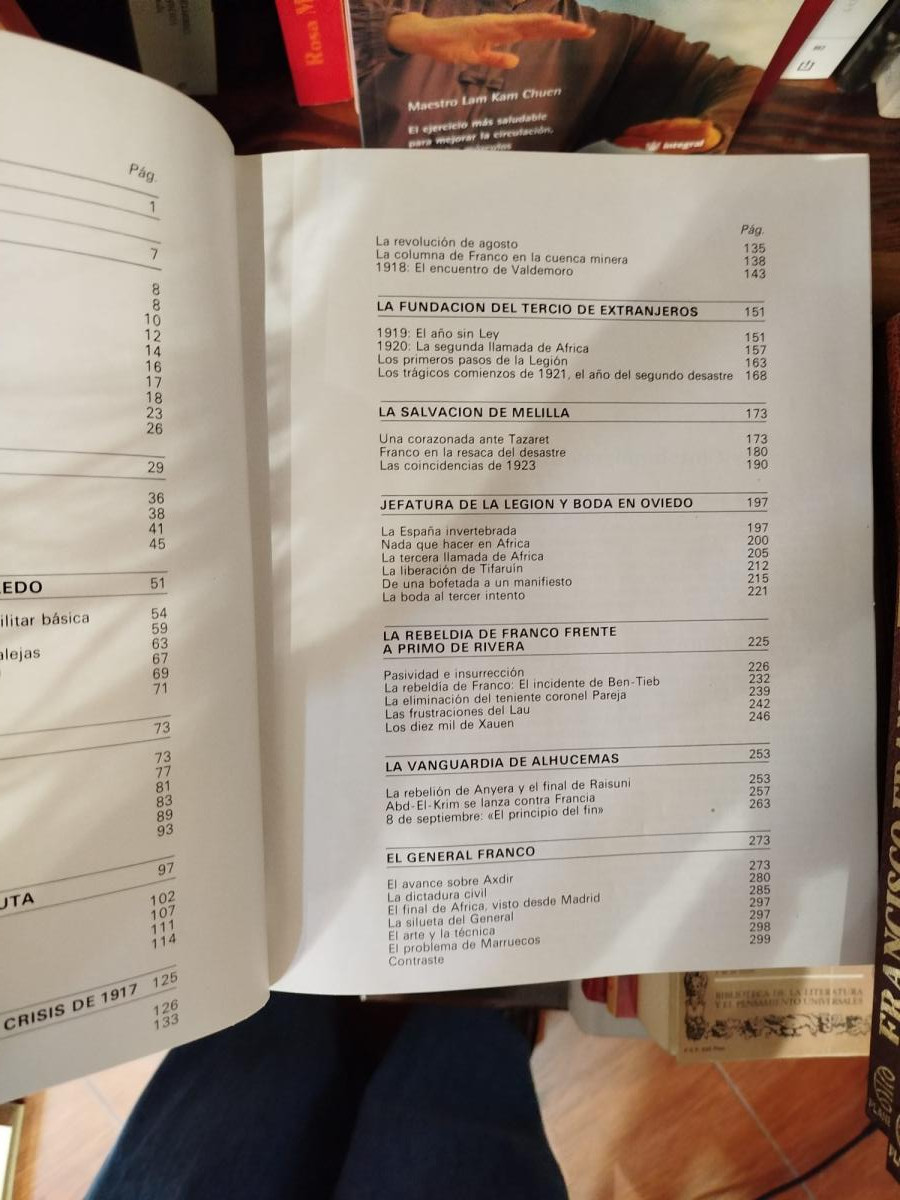 Rosa M
Maestro Lam Kam Chuen
El ejercicio más saludable
para mejorar la circulación,
integral
Pág.
1
7
8
8
10
12
14
16
17
18
23
26
29
36
38
41
45
EDO 51
ilitar básica 54
59
alejas 63
67
69
71
73
73
77
81
83
89
93
97
UTA
102
107
111
114
CRISIS DE 1917 125
126
133
Pág.
La revolución de agosto 135
La columna de Franco en la cuenca minera 138
1918: El encuentro de Valdemoro 143
LA FUNDACION DEL TERCIO DE EXTRANJEROS 151
1919: El año sin Ley 151
1920: La segunda llamada de Africa 157
Los primeros pasos de la Legión 163
Los trágicos comienzos de 1921, el año del segundo desastre 168
LA SALVACION DE MELILLA 173
Una corazonada ante Tazaret 173
Franco en la resaca del desastre 180
Las coincidencias de 1923 190
JEFATURA DE LA LEGION Y BODA EN OVIEDO 197
La España invertebrada 197
Nada que hacer en Africa 200
La tercera llamada de Africa 205
La liberación de Tifaruín 212
De una bofetada a un manifiesto 215
La boda al tercer intento 221
LA REBELDIA DE FRANCO FRENTE
A PRIMO DE RIVERA 225
Pasividad e insurrección 226
La rebeldía de Franco: El incidente de Ben-Tieb 232
La eliminación del teniente coronel Pareja 239
Las frustraciones del Lau 242
Los diez mil de Xauen 246
LA VANGUARDIA DE ALHUCEMAS 253
La rebelión de Anyera y el final de Raisuni 253
Abd-El-Krim se lanza contra Francia 257
8 de septiembre: «El principio del fin» 263
EL GENERAL FRANCO 273
El avance sobre Axdir 273
La dictadura civil 280
El final de Africa, visto desde Madrid 285
La silueta del General 297
El arte y la técnica 297
El problema de Marruecos 298
Contraste 299
BIBLIOTECA DE LA LITERATURA
Y EL PENSAMIENTO UNIVERSALES
FRANCISCO FRAN